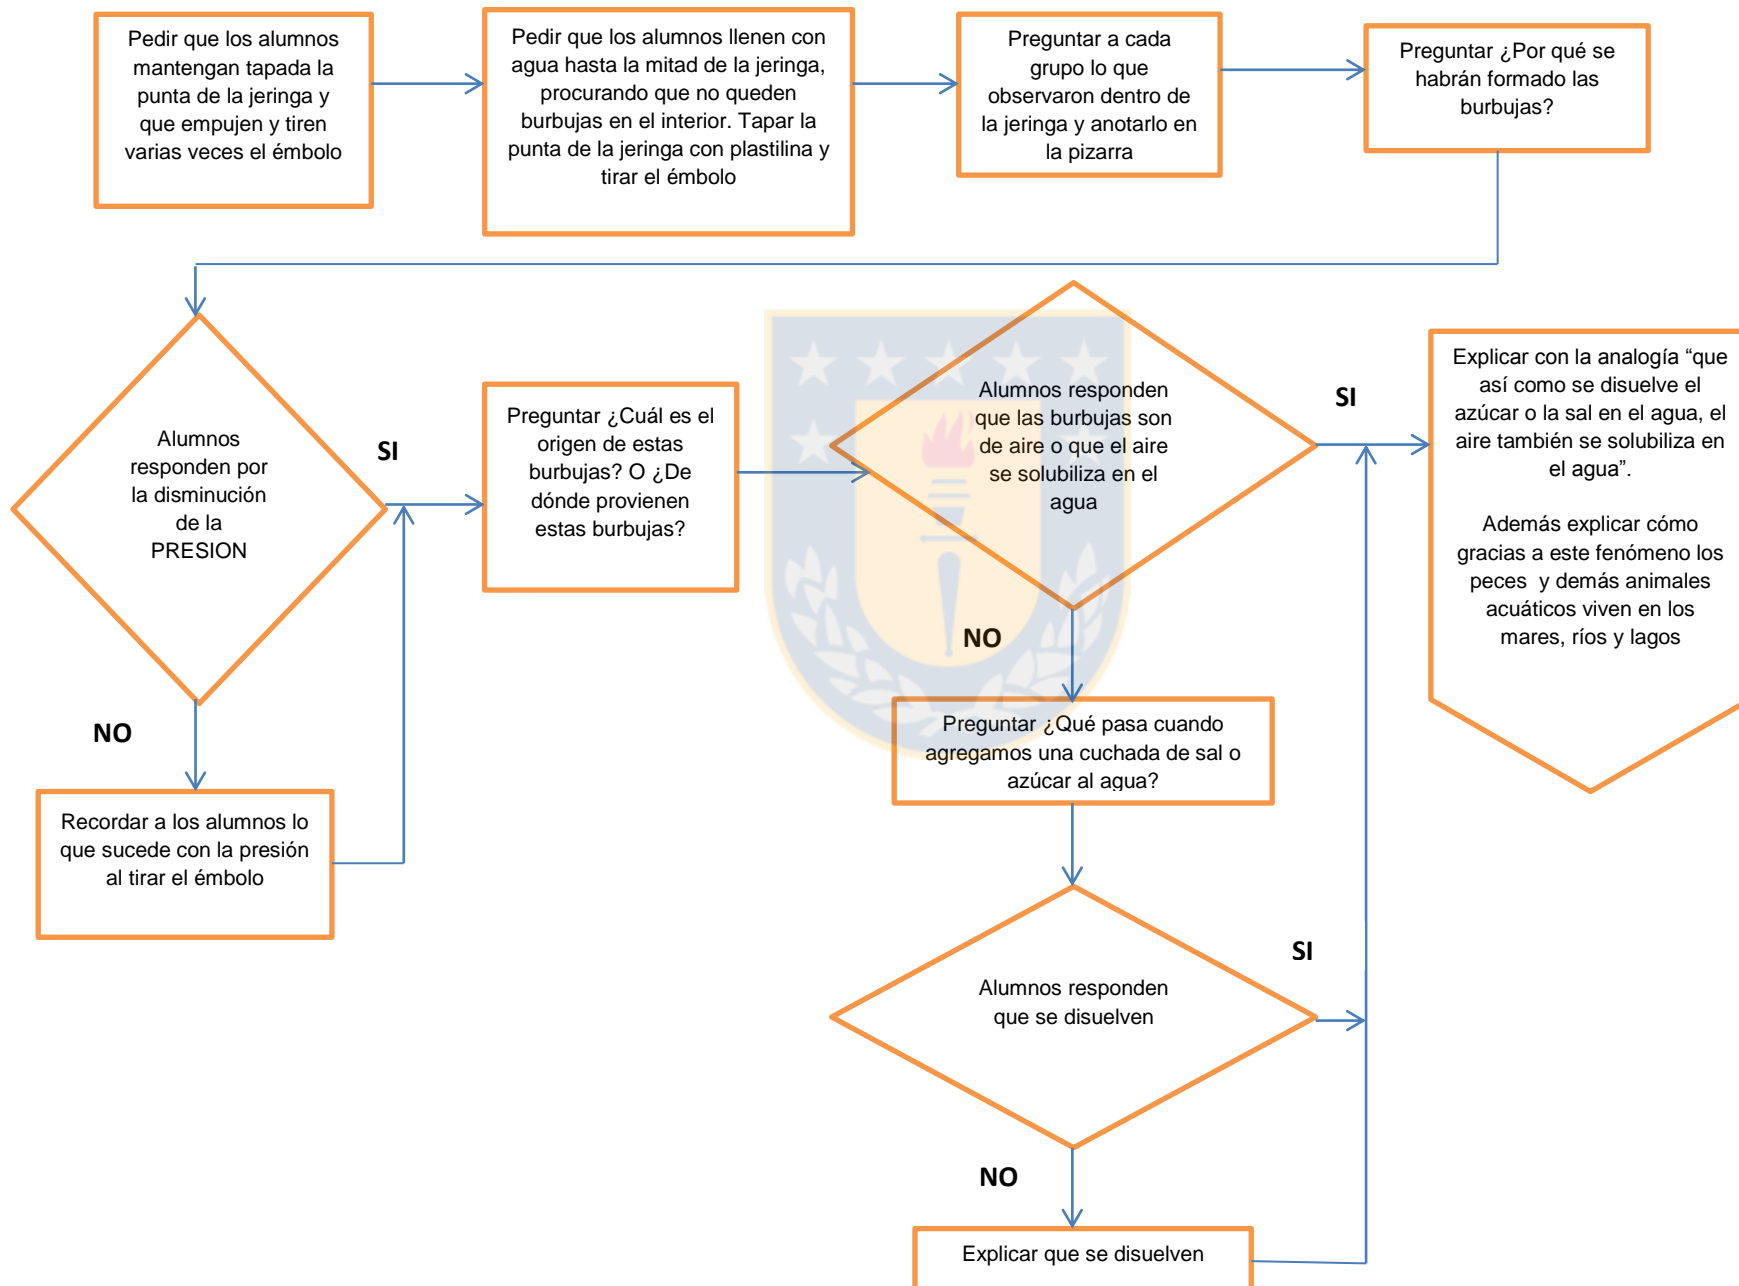 Pedir que los alumnos
mantengan tapada la
punta de la jeringa y
que empujen y tiren
varias veces el émbolo
Pedir que los alumnos llenen con
agua hasta la mitad de la jeringa,
procurando que no queden
burbujas en el interior. Tapar la
punta de la jeringa con plastilina y
tirar el émbolo
Preguntar a cada
grupo lo que
observaron dentro de
la jeringa y anotarlo en
la pizarra
Preguntar ¿Por qué se
habrán formado las
burbujas?
Alumnos
responden por
la disminución
de la
PRESION
SI
NO
Recordar a los alumnos lo
que sucede con la presión
al tirar el émbolo
Preguntar ¿Cuál es el
origen de estas
burbujas? O ¿De
dónde provienen
estas burbujas?
Alumnos responden
que las burbujas son
de aire o que el aire
se solubiliza en el
agua
SI
NO
Explicar con la analogía “que
así como se disuelve el
azúcar o la sal en el agua, el
aire también se solubiliza en
el agua”.
Además explicar cómo
gracias a este fenómeno los
peces  y demás animales
acuáticos viven en los
mares, ríos y lagos
Preguntar ¿Qué pasa cuando
agregamos una cuchada de sal o
azúcar al agua?
Alumnos responden
que se disuelven
SI
NO
Explicar que se disuelven